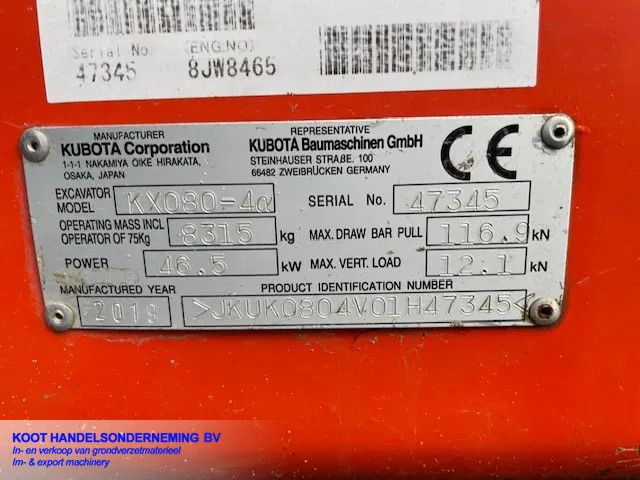 Serial No. (ENG.NO)
47345 8JW8465
MANUFACTURER
KUBOTA Corporation
1-1-1 NAKAMIYA OIKE HIRAKATA,
OSAKA, JAPAN
REPRESENTATIVE
KUBOTA Baumaschinen GmbH
STEINHAUSER STRAßE. 100
66482 ZWEIBRÜCKEN GERMANY
CE
EXCAVATOR MODEL KX080-4α SERIAL No. 47345
OPERATING MASS INCL OPERATOR OF 75Kg 8315 kg MAX. DRAW BAR PULL 116.9 kN
POWER 46.5 kW MAX. VERT. LOAD 12.1 kN
MANUFACTURED YEAR PRODUCT IDENTIFICATION NUMBER
2019 >JKUK0804V01H47345<
KOOT HANDELSONDERNEMING BV
In- en verkoop van grondverzetmaterieel
Im- & export machinery